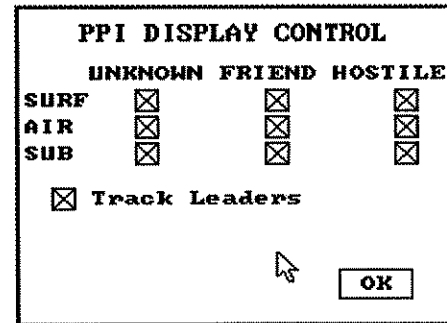 PPI DISPLAY CONTROL
UNKNOWN FRIEND HOSTILE
SURF
AIR
SUB
Track Leaders
OK